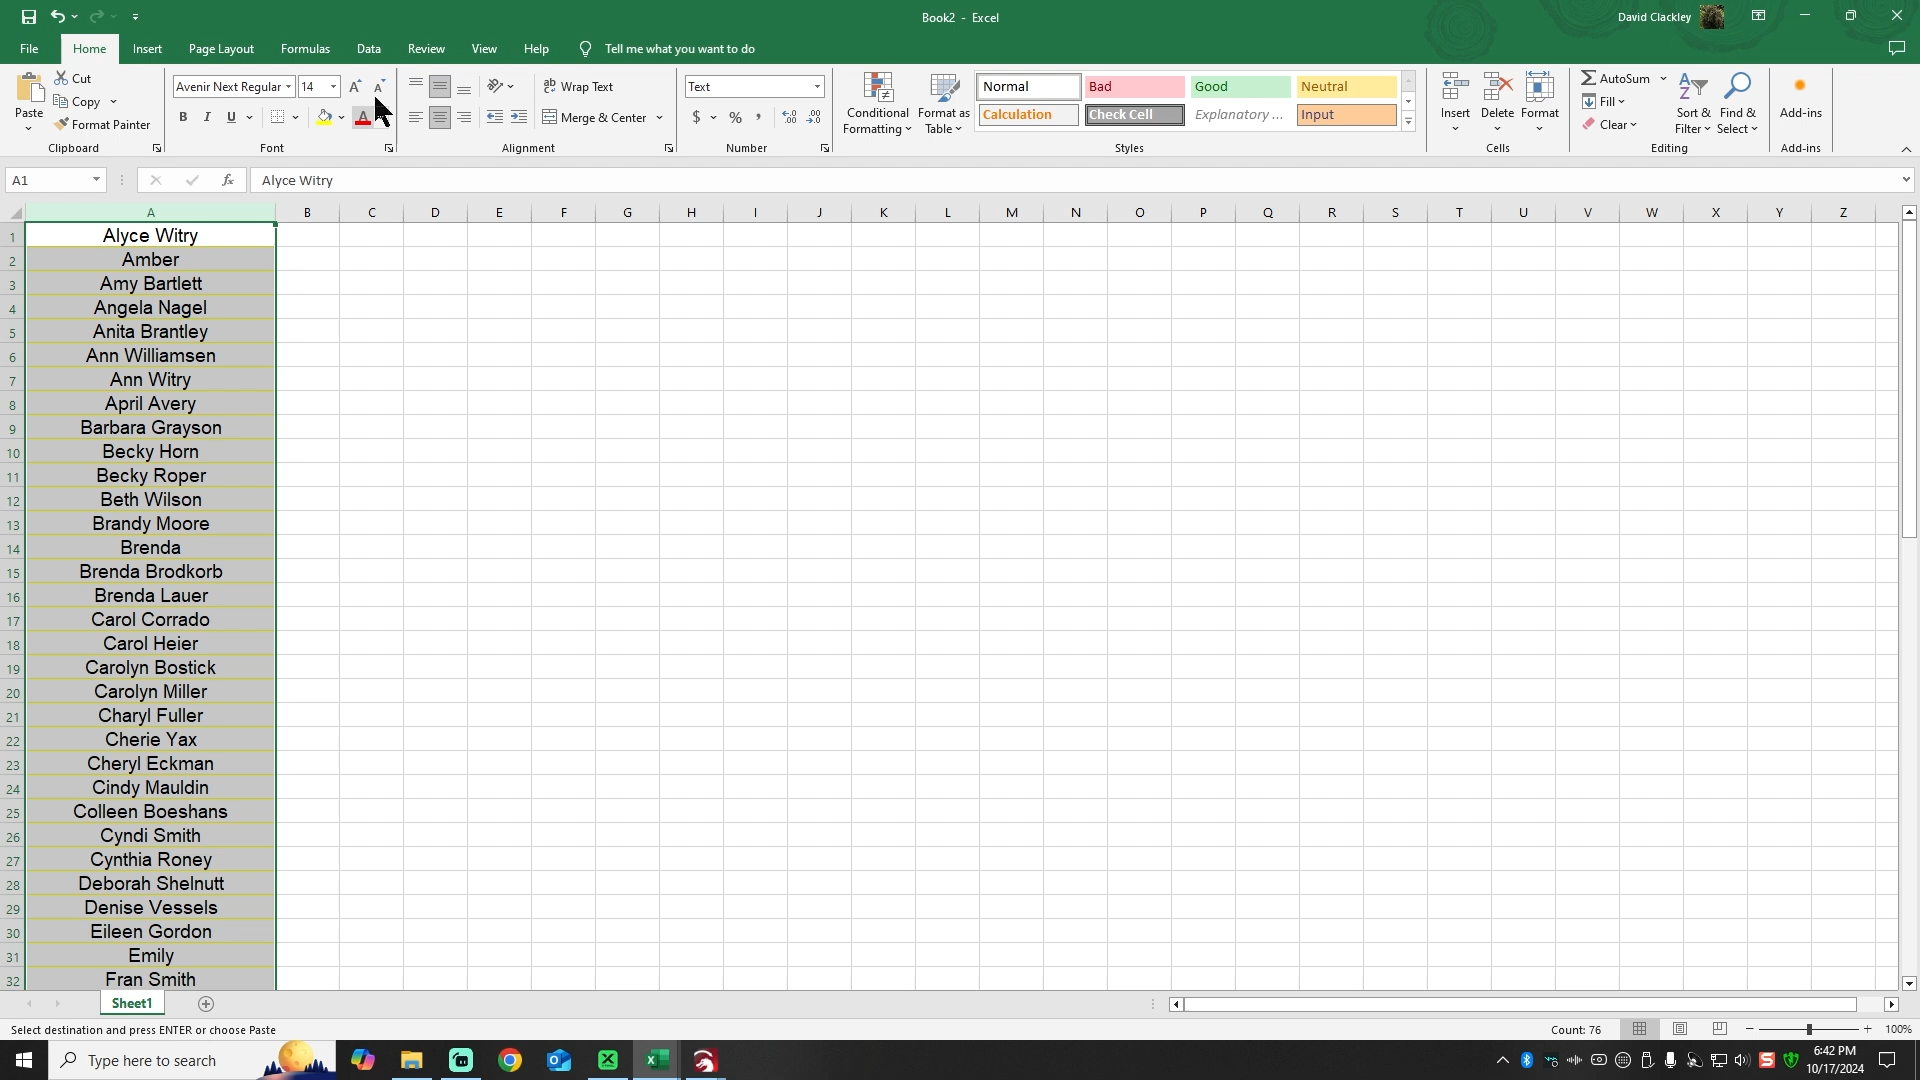 Book2 - Excel
David Clackley
File Home Insert Page Layout Formulas Data Review View Help Tell me what you want to do
Paste
Cut
Copy
Format Painter
Clipboard
Avenir Next Regular 14
B I U
Font
Wrap Text
Merge & Center
Alignment
Text
$ % ,
Number
Conditional Formatting
Format as Table
Normal Bad Good Neutral
Calculation Check Cell Explanatory ... Input
Styles
Insert Delete Format
Cells
AutoSum
Fill
Clear
Sort & Filter
Find & Select
Editing
Add-ins
Add-ins
A1 fx Alyce Witry
A B C D E F G H I J K L M N O P Q R S T U V W X Y Z
1 Alyce Witry
2 Amber
3 Amy Bartlett
4 Angela Nagel
5 Anita Brantley
6 Ann Williamsen
7 Ann Witry
8 April Avery
9 Barbara Grayson
10 Becky Horn
11 Becky Roper
12 Beth Wilson
13 Brandy Moore
14 Brenda
15 Brenda Brodkorb
16 Brenda Lauer
17 Carol Corrado
18 Carol Heier
19 Carolyn Bostick
20 Carolyn Miller
21 Charyl Fuller
22 Cherie Yax
23 Cheryl Eckman
24 Cindy Mauldin
25 Colleen Boeshans
26 Cyndi Smith
27 Cynthia Roney
28 Deborah Shelnutt
29 Denise Vessels
30 Eileen Gordon
31 Emily
32 Fran Smith
Sheet1
Select destination and press ENTER or choose Paste Count: 76 100%
Type here to search
6:42 PM
10/17/2024